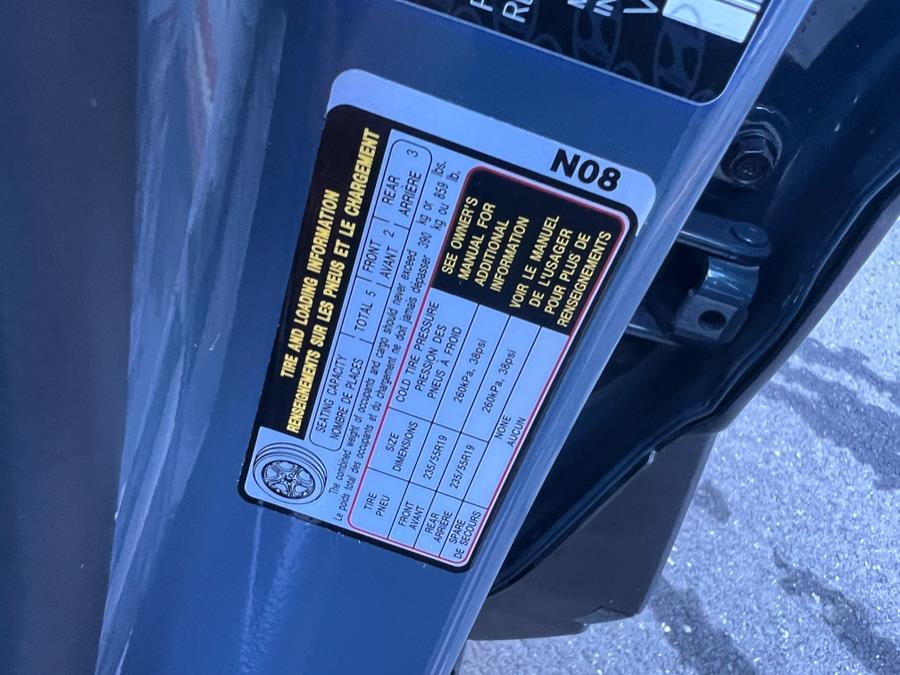 N08
TIRE AND LOADING INFORMATION
RENSEIGNEMENTS SUR LES PNEUS ET LE CHARGEMENT
SEATING CAPACITY
NOMBRE DE PLACES
TOTAL 5
FRONT
AVANT 2
REAR
ARRIÈRE 3
The combined weight of occupants and cargo should never exceed 390 kg or 859 lbs.
Le poids total des occupants et du chargement ne doit jamais dépasser 390 kg ou 859 lb.
TIRE
PNEU
SIZE
DIMENSIONS
COLD TIRE PRESSURE
PRESSION DES
PNEUS À FROID
FRONT
AVANT
235/55R19
260kPa, 38psi
REAR
ARRIERE
235/55R19
260kPa, 38psi
SPARE
DE SECOURS
NONE
AUCUN
SEE OWNER'S
MANUAL FOR
ADDITIONAL
INFORMATION
VOIR LE MANUEL
DE L'USAGER
POUR PLUS DE
RENSEIGNEMENTS